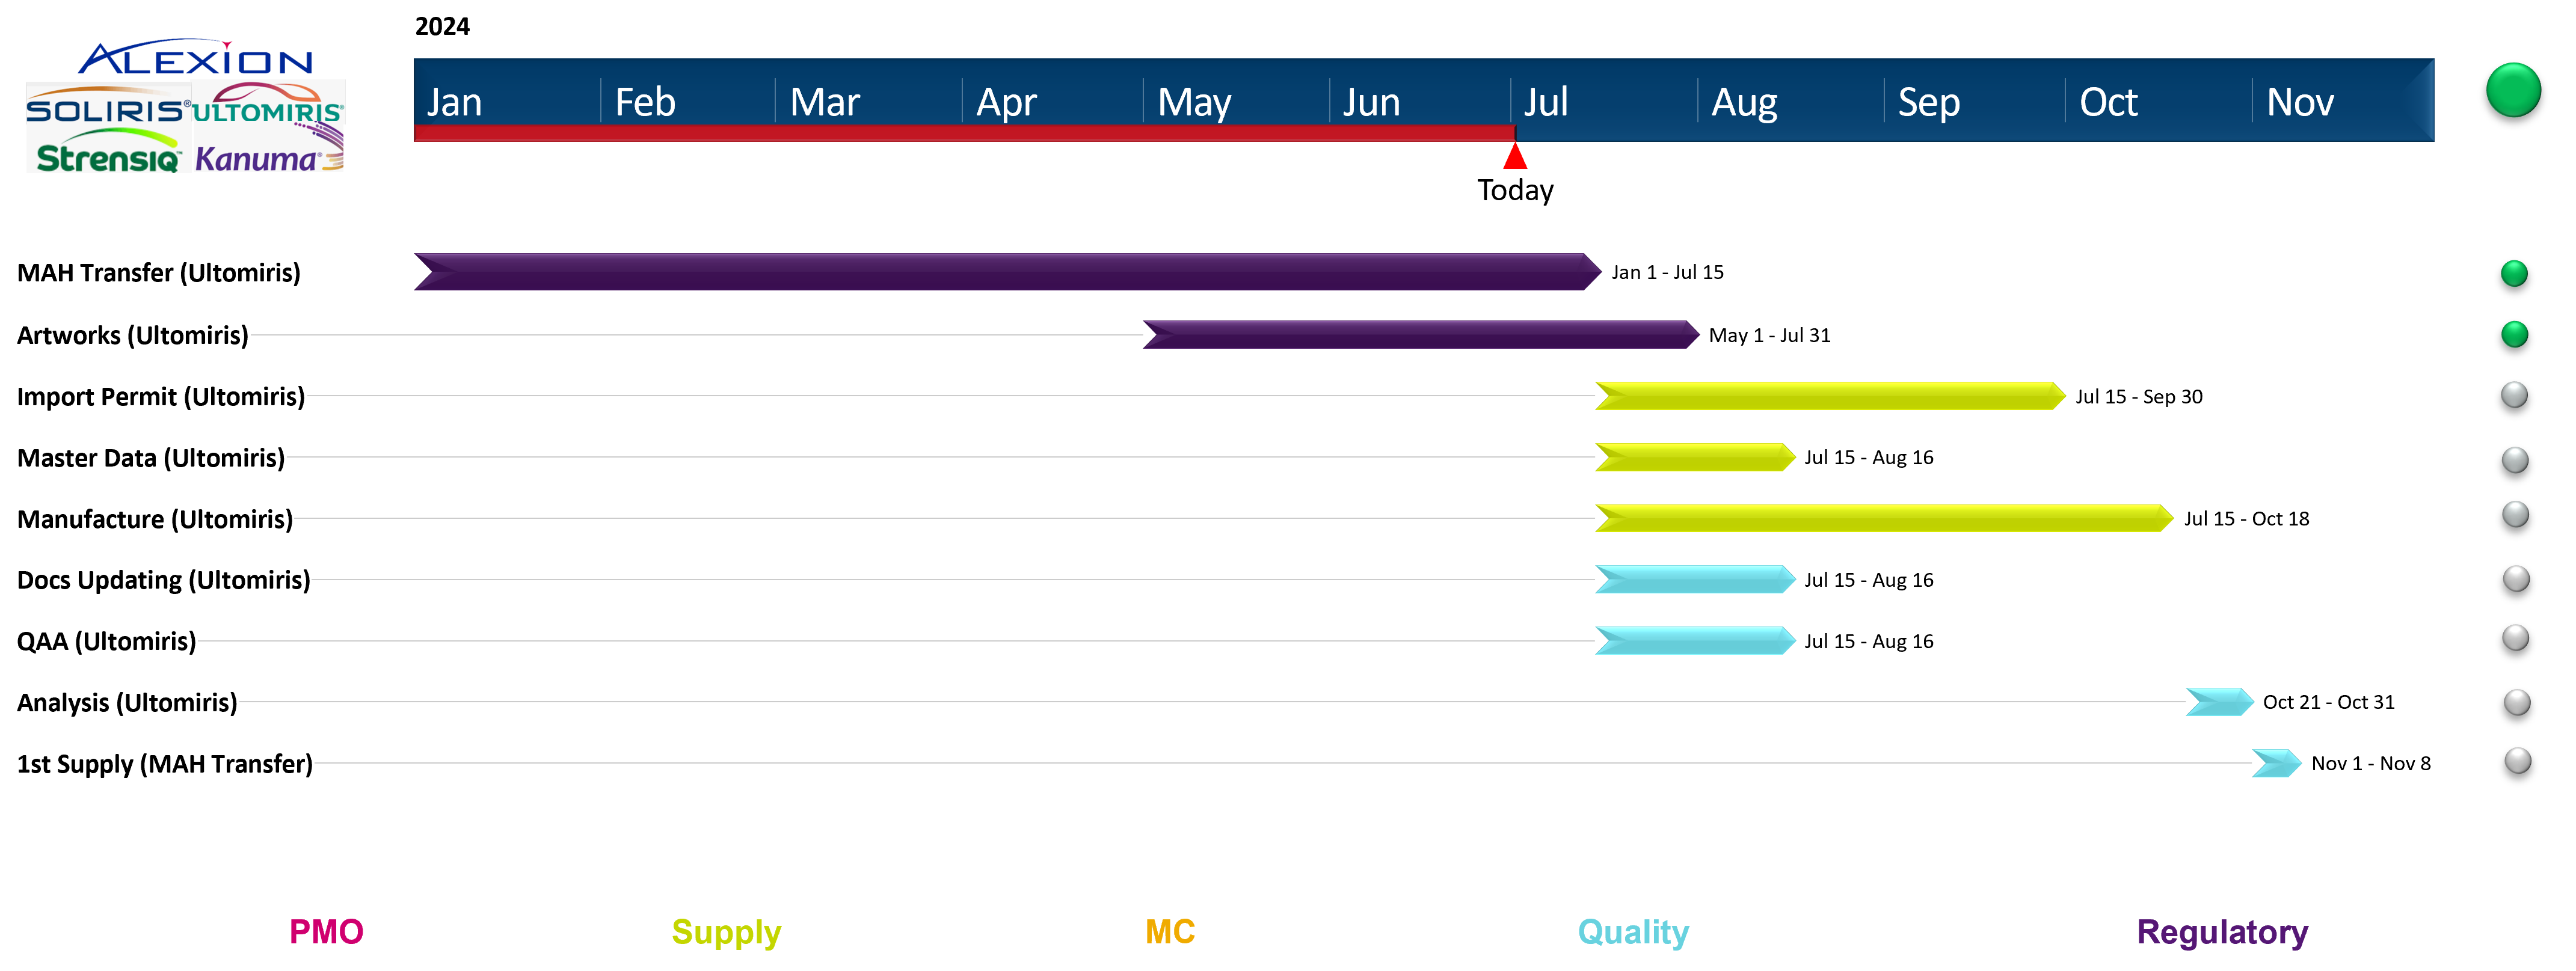 2024
ALEXION
SOLIRIS® ULTOMIRIS®
Strensiq™ Kanuma®
Jan Feb Mar Apr May Jun Jul Aug Sep Oct Nov
Today
MAH Transfer (Ultomiris) Jan 1 - Jul 15
Artworks (Ultomiris) May 1 - Jul 31
Import Permit (Ultomiris) Jul 15 - Sep 30
Master Data (Ultomiris) Jul 15 - Aug 16
Manufacture (Ultomiris) Jul 15 - Oct 18
Docs Updating (Ultomiris) Jul 15 - Aug 16
QAA (Ultomiris) Jul 15 - Aug 16
Analysis (Ultomiris) Oct 21 - Oct 31
1st Supply (MAH Transfer) Nov 1 - Nov 8
PMO Supply MC Quality Regulatory